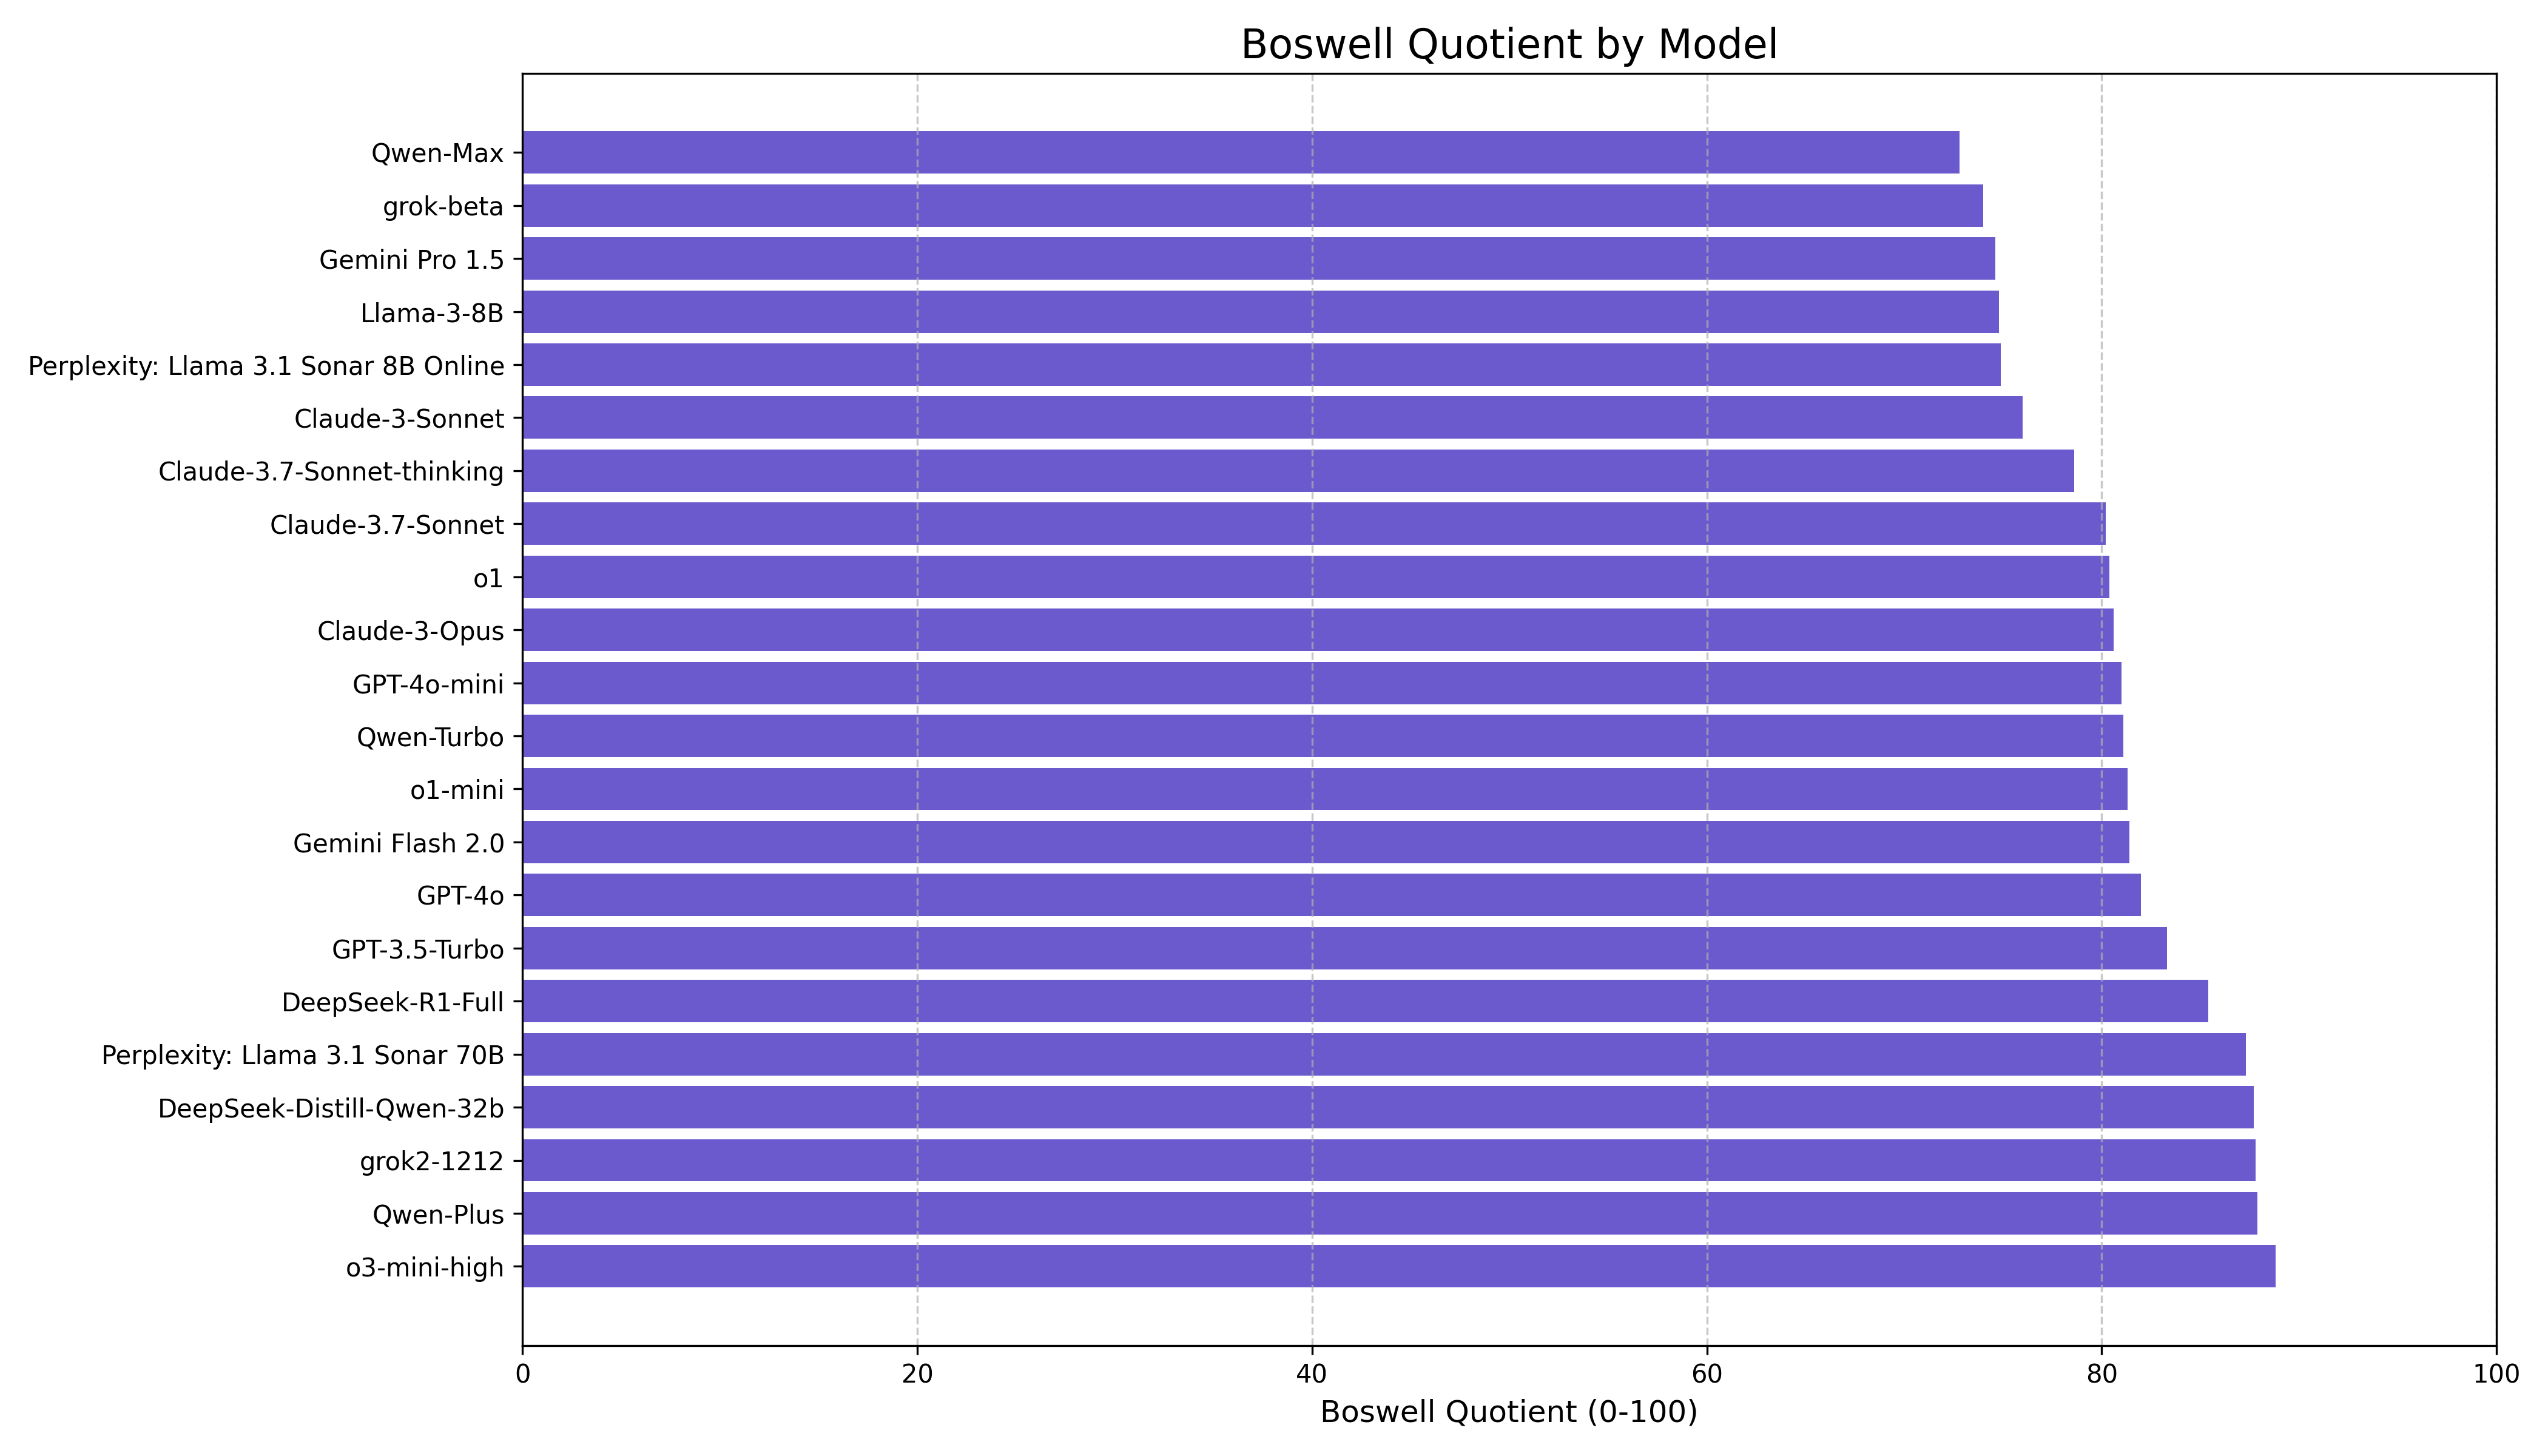 Boswell Quotient by Model
Qwen-Max
grok-beta
Gemini Pro 1.5
Llama-3-8B
Perplexity: Llama 3.1 Sonar 8B Online
Claude-3-Sonnet
Claude-3.7-Sonnet-thinking
Claude-3.7-Sonnet
o1
Claude-3-Opus
GPT-4o-mini
Qwen-Turbo
o1-mini
Gemini Flash 2.0
GPT-4o
GPT-3.5-Turbo
DeepSeek-R1-Full
Perplexity: Llama 3.1 Sonar 70B
DeepSeek-Distill-Qwen-32b
grok2-1212
Qwen-Plus
o3-mini-high
0 20 40 60 80 100
Boswell Quotient (0-100)